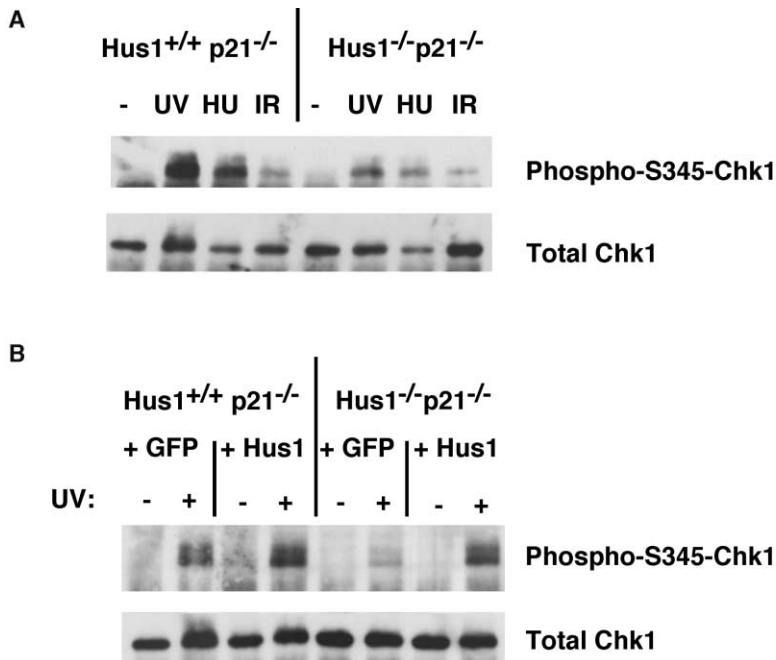 A
Hus1+/+ p21-/- Hus1-/-p21-/-
- UV HU IR - UV HU IR
Phospho-S345-Chk1
Total Chk1
B
Hus1+/+ p21-/- Hus1-/-p21-/-
+ GFP + Hus1 + GFP + Hus1
UV: - + - + - + - +
Phospho-S345-Chk1
Total Chk1